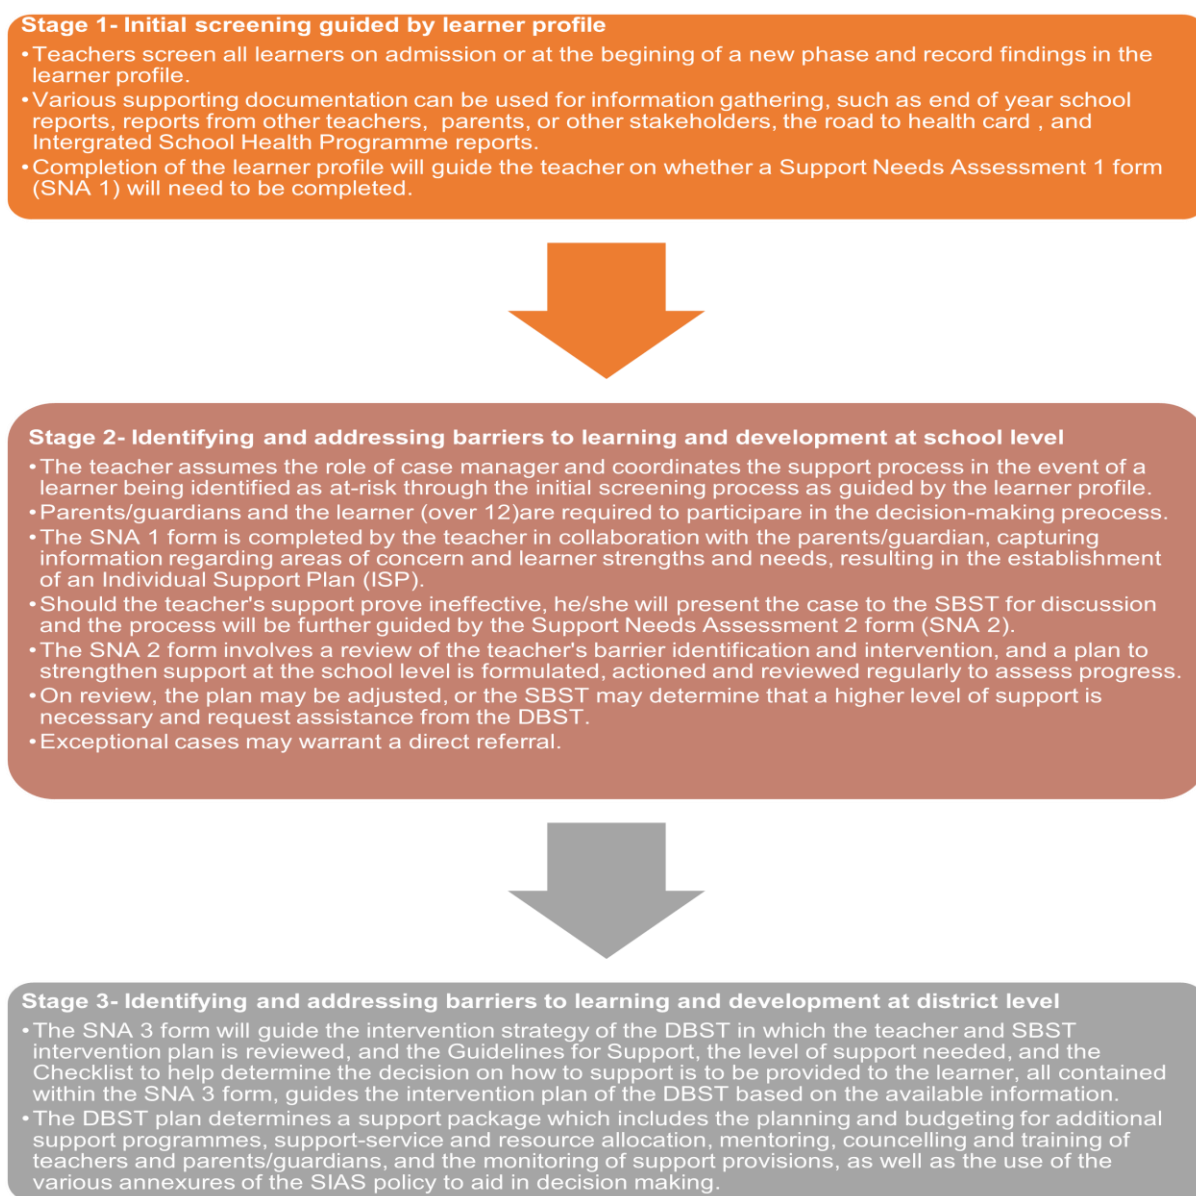 Stage 1- Initial screening guided by learner profile
•Teachers screen all learners on admission or at the begining of a new phase and record findings in the
learner profile.
•Various supporting documentation can be used for information gathering, such as end of year school
reports, reports from other teachers, parents, or other stakeholders, the road to health card , and
Intergrated School Health Programme reports.
•Completion of the learner profile will guide the teacher on whether a Support Needs Assessment 1 form
(SNA 1) will need to be completed.
Stage 2- Identifying and addressing barriers to learning and development at school level
•The teacher assumes the role of case manager and coordinates the support process in the event of a
learner being identified as at-risk through the initial screening process as guided by the learner profile.
•Parents/guardians and the learner (over 12)are required to participare in the decision-making preocess.
•The SNA 1 form is completed by the teacher in collaboration with the parents/guardian, capturing
information regarding areas of concern and learner strengths and needs, resulting in the establishment
of an Individual Support Plan (ISP).
•Should the teacher's support prove ineffective, he/she will present the case to the SBST for discussion
and the process will be further guided by the Support Needs Assessment 2 form (SNA 2).
•The SNA 2 form involves a review of the teacher's barrier identification and intervention, and a plan to
strengthen support at the school level is formulated, actioned and reviewed regularly to assess progress.
•On review, the plan may be adjusted, or the SBST may determine that a higher level of support is
necessary and request assistance from the DBST.
•Exceptional cases may warrant a direct referral.
Stage 3- Identifying and addressing barriers to learning and development at district level
•The SNA 3 form will guide the intervention strategy of the DBST in which the teacher and SBST
intervention plan is reviewed, and the Guidelines for Support, the level of support needed, and the
Checklist to help determine the decision on how to support is to be provided to the learner, all contained
within the SNA 3 form, guides the intervention plan of the DBST based on the available information.
•The DBST plan determines a support package which includes the planning and budgeting for additional
support programmes, support-service and resource allocation, mentoring, councelling and training of
teachers and parents/guardians, and the monitoring of support provisions, as well as the use of the
various annexures of the SIAS policy to aid in decision making.